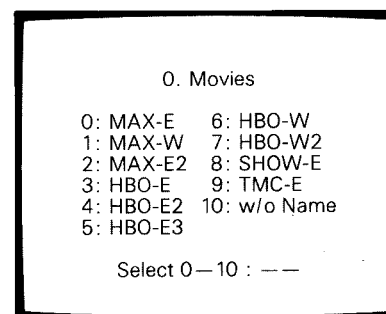 0. Movies
0: MAX-E 6: HBO-W
1: MAX-W 7: HBO-W2
2: MAX-E2 8: SHOW-E
3: HBO-E 9: TMC-E
4: HBO-E2 10: w/o Name
5: HBO-E3
Select 0—10 : — —